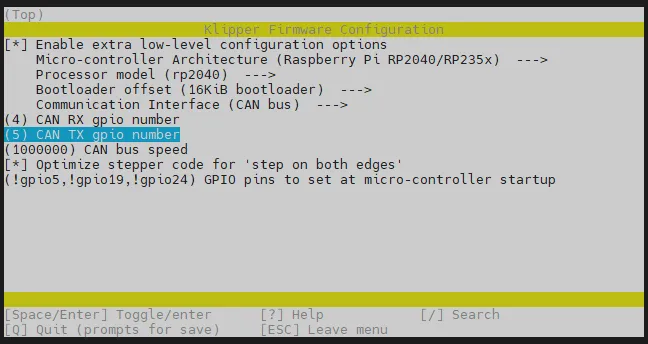 (Top)
Klipper Firmware Configuration
[*] Enable extra low-level configuration options
Micro-controller Architecture (Raspberry Pi RP2040/RP235x)  --->
Processor model (rp2040)  --->
Bootloader offset (16KiB bootloader)  --->
Communication Interface (CAN bus)  --->
(4) CAN RX gpio number
(5) CAN TX gpio number
(1000000) CAN bus speed
[*] Optimize stepper code for 'step on both edges'
(!gpio5,!gpio19,!gpio24) GPIO pins to set at micro-controller startup
[Space/Enter] Toggle/enter [?] Help [/] Search
[Q] Quit (prompts for save) [ESC] Leave menu